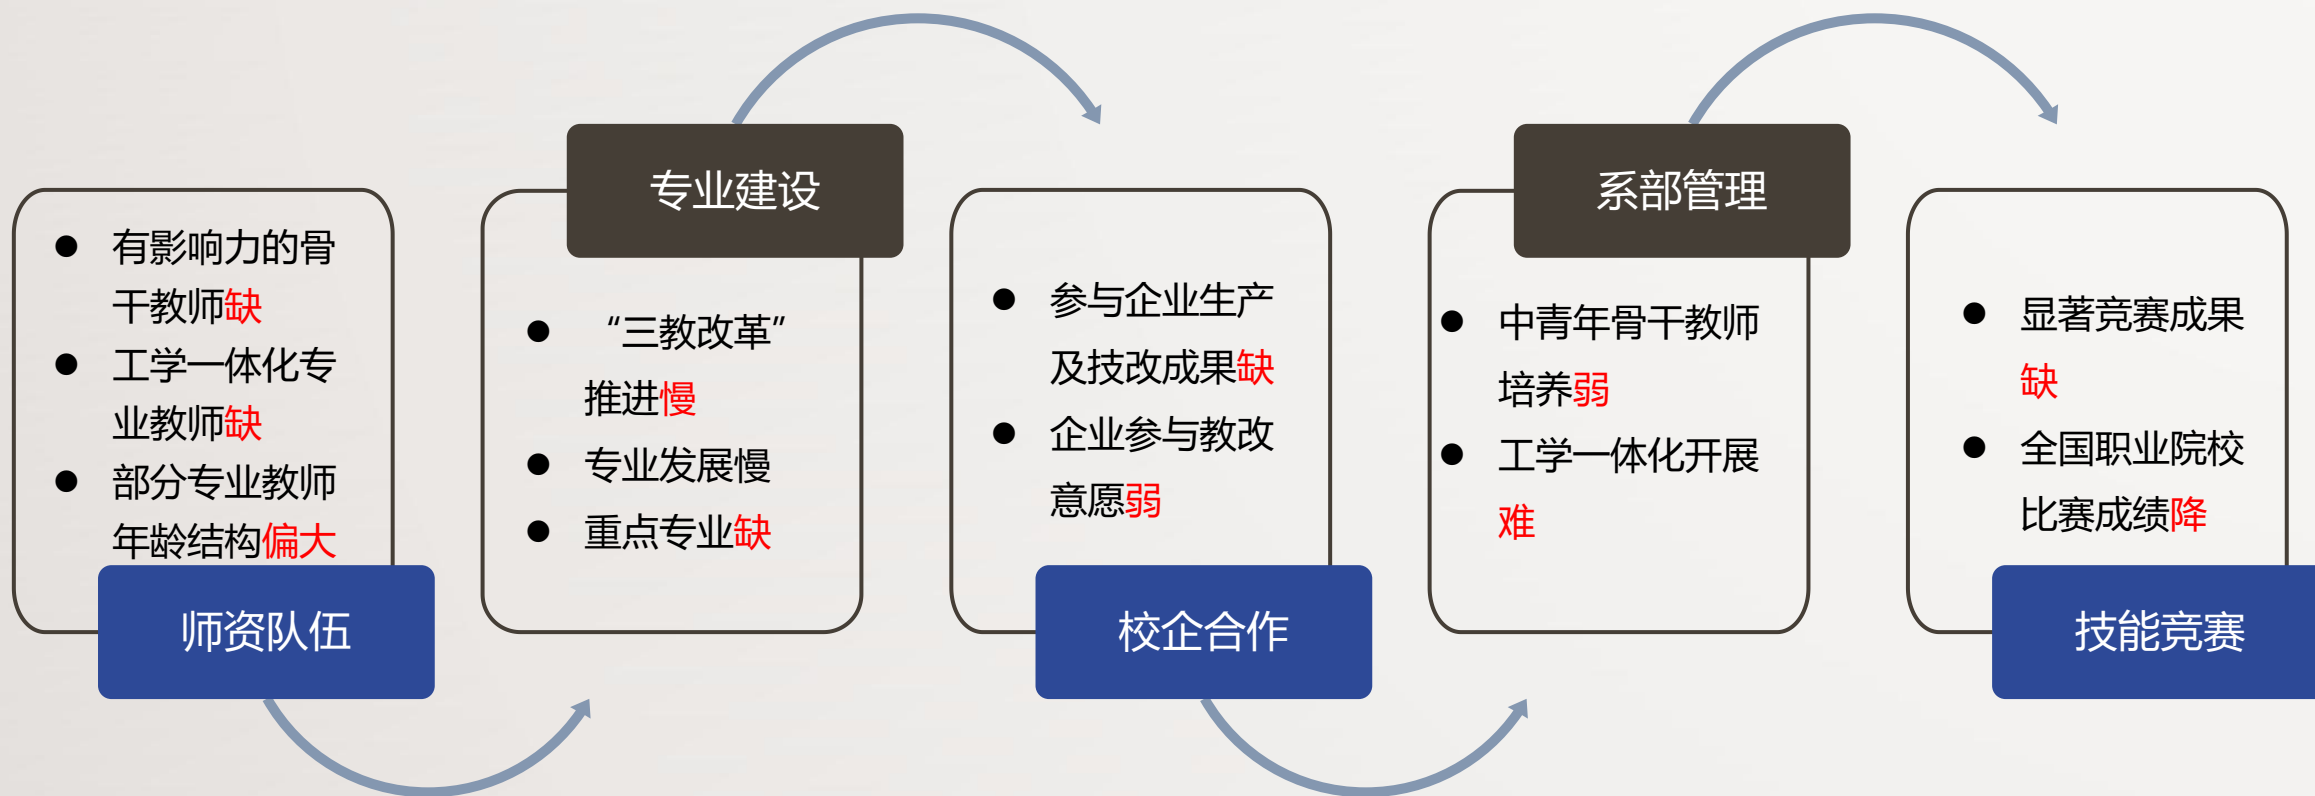 ● 有影响力的骨
干教师缺
● 工学一体化专
业教师缺
● 部分专业教师
年龄结构偏大
师资队伍
专业建设
● “三教改革”
推进慢
● 专业发展慢
● 重点专业缺
● 参与企业生产
及技改成果缺
● 企业参与教改
意愿弱
校企合作
系部管理
● 中青年骨干教师
培养弱
● 工学一体化开展
难
● 显著竞赛成果
缺
● 全国职业院校
比赛成绩降
技能竞赛